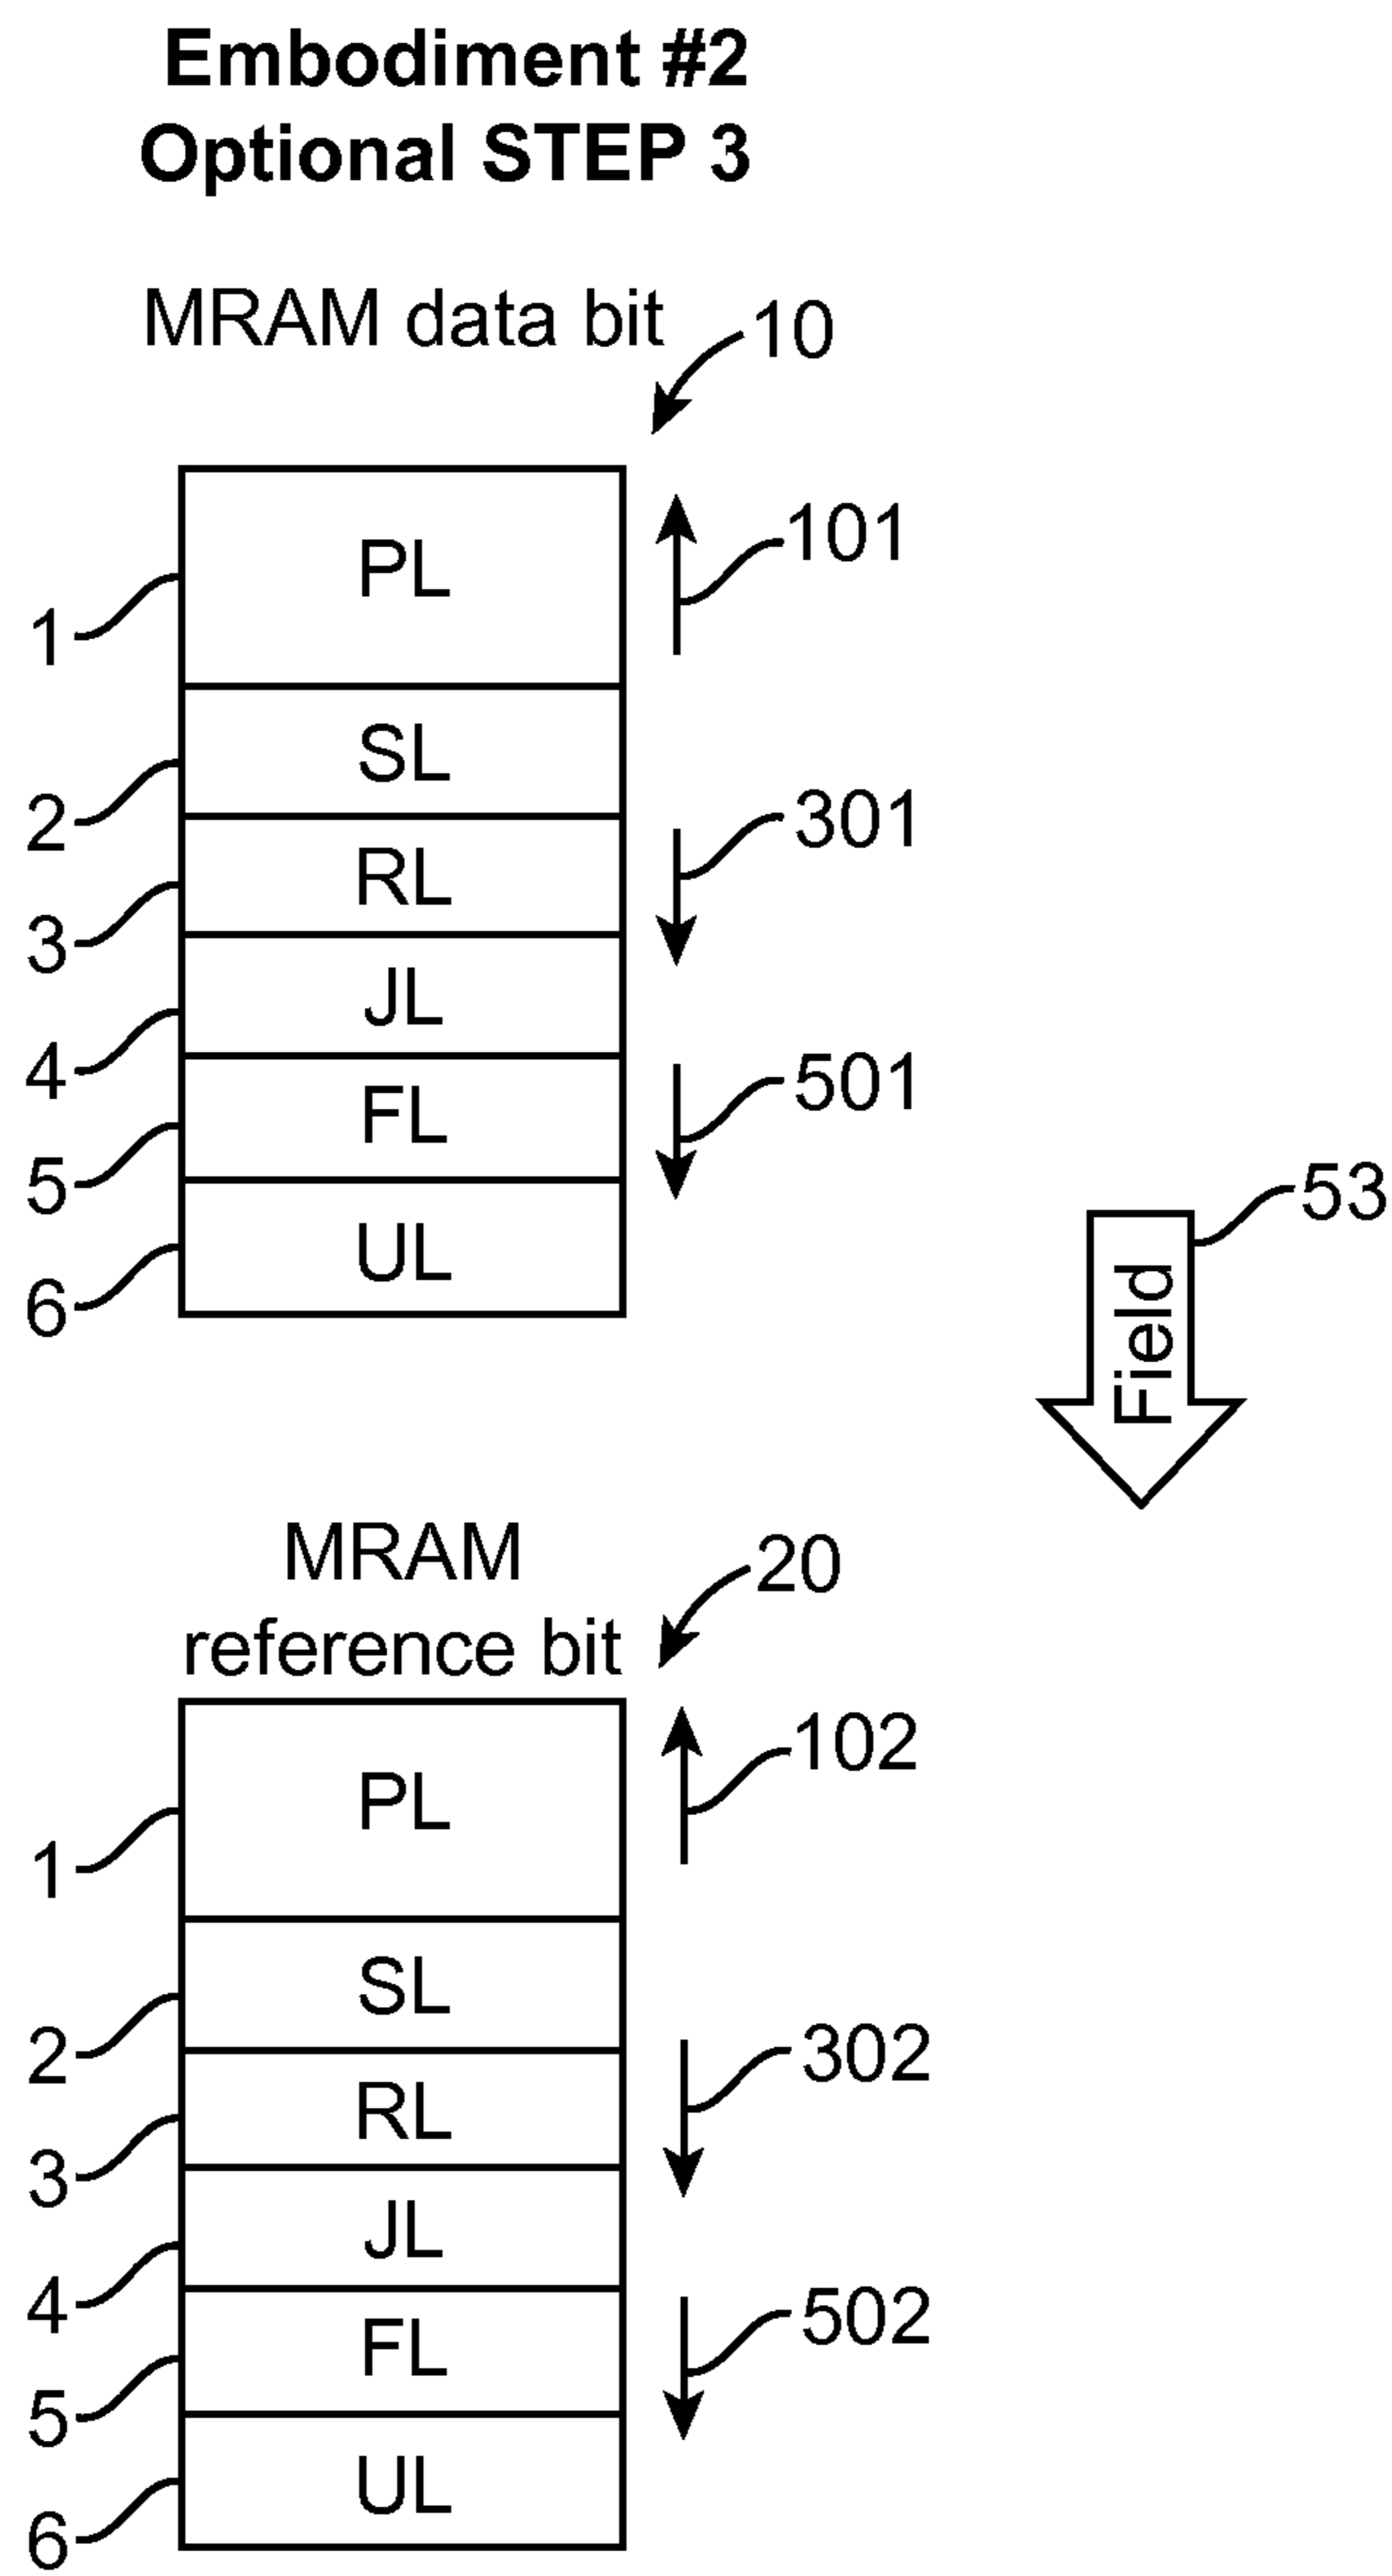 Embodiment #2
Optional STEP 3
MRAM data bit
10
PL
101
1
SL
2
RL
301
3
JL
4
FL
501
5
UL
6
53
Field
MRAM
reference bit
20
PL
102
1
SL
2
RL
302
3
JL
4
FL
502
5
UL
6